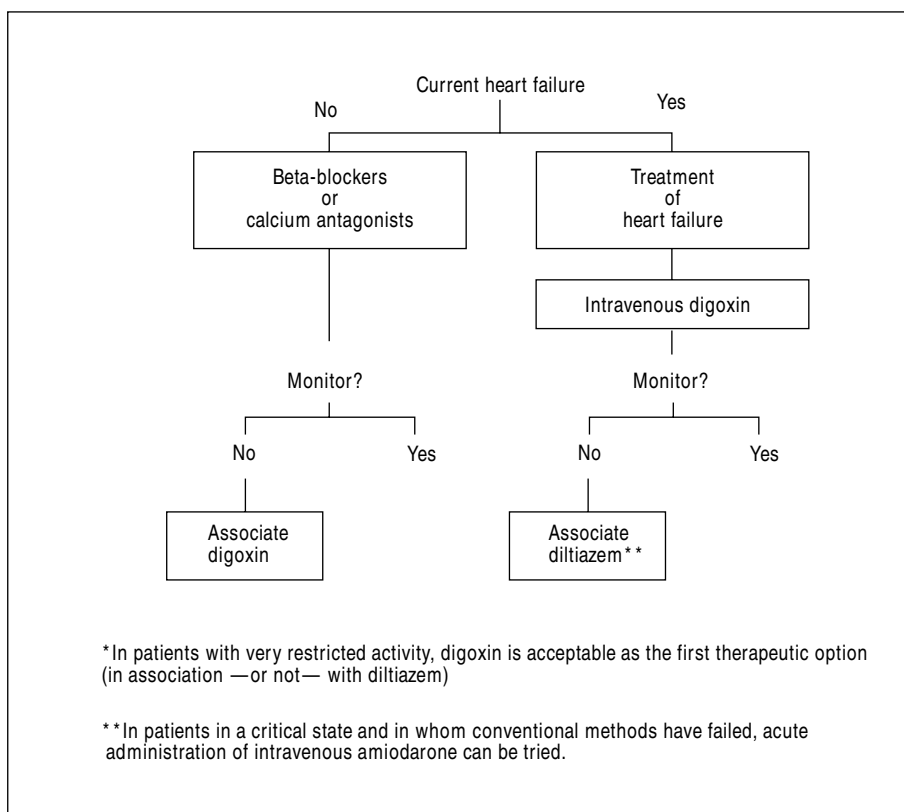 Current heart failure
No
Yes
Beta-blockers
or
calcium antagonists
Treatment
of
heart failure
Intravenous digoxin
Monitor?
Monitor?
No
Yes
No
Yes
Associate
digoxin
Associate
diltiazem**
*In patients with very restricted activity, digoxin is acceptable as the first therapeutic option
(in association —or not— with diltiazem)
**In patients in a critical state and in whom conventional methods have failed, acute
administration of intravenous amiodarone can be tried.